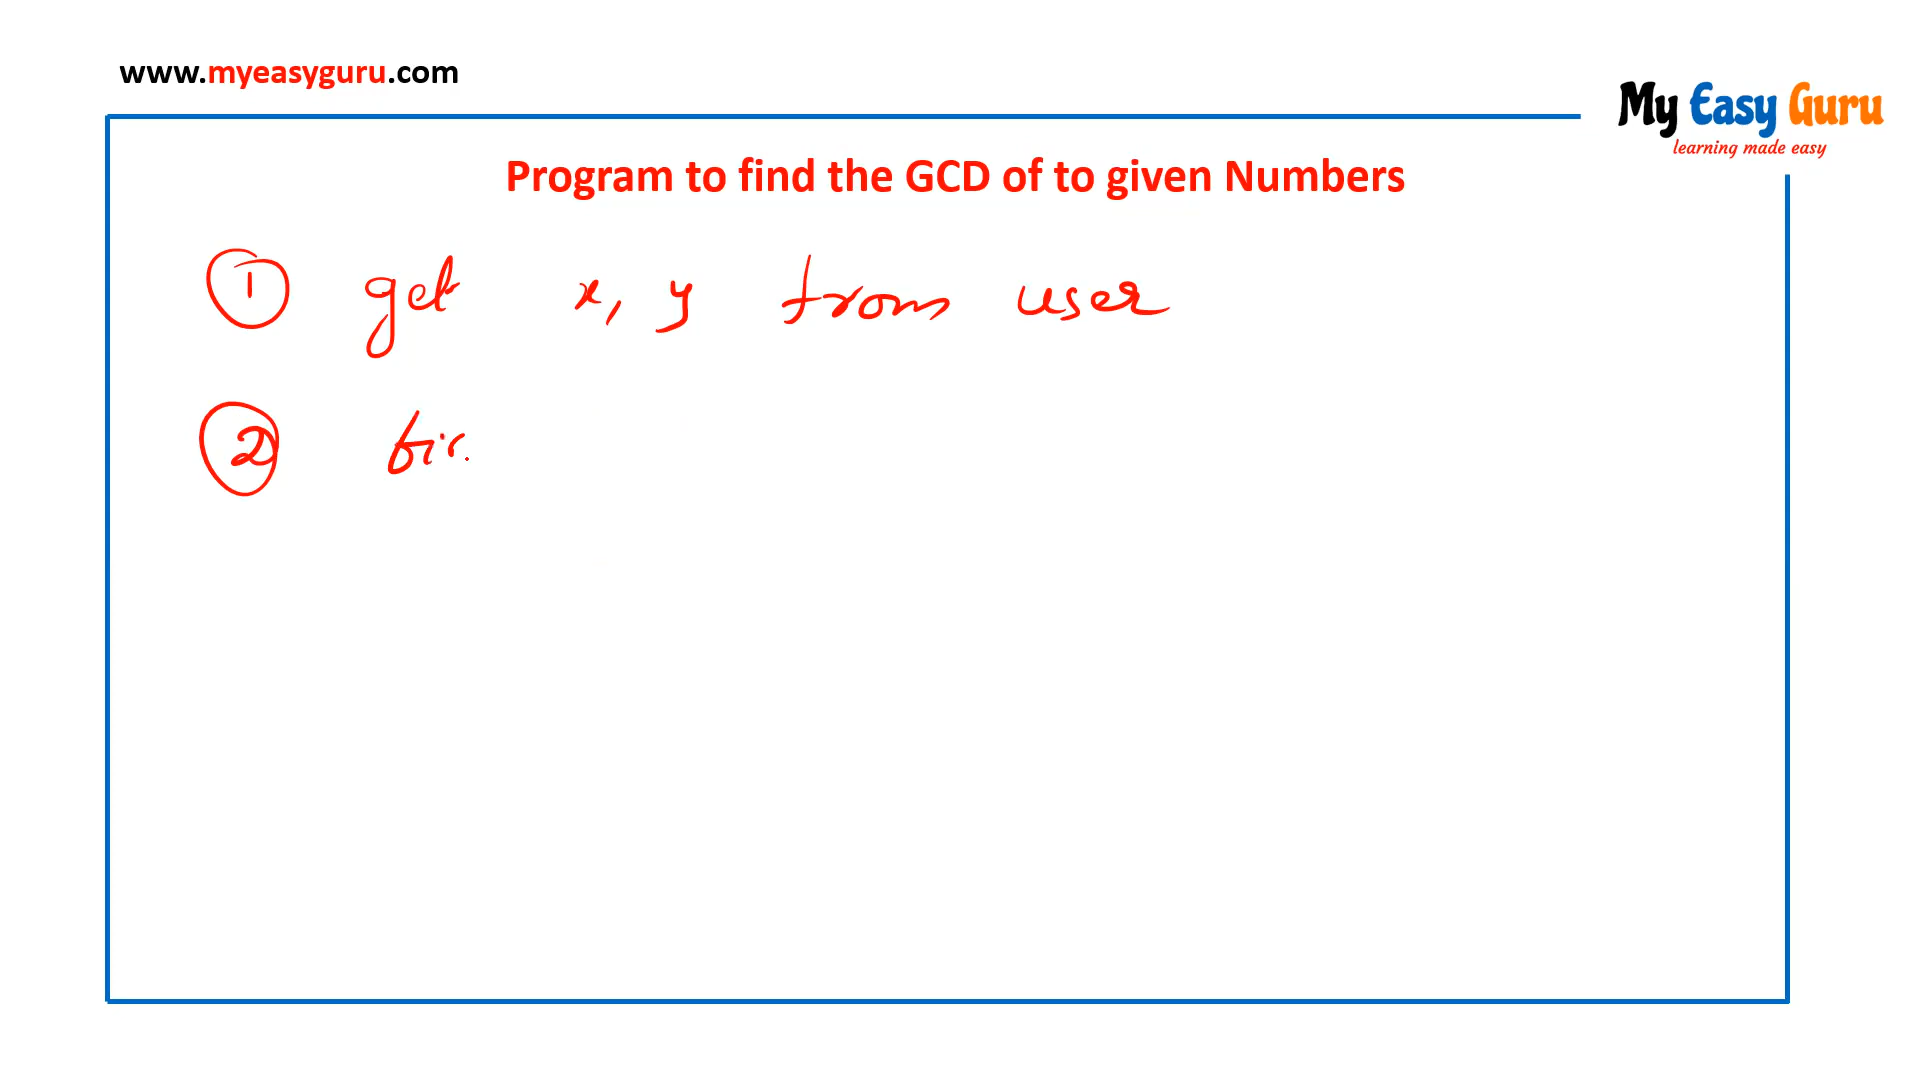 www.myeasyguru.com
My Easy Guru
learning made easy
Program to find the GCD of to given Numbers
1 get x, y from user
2